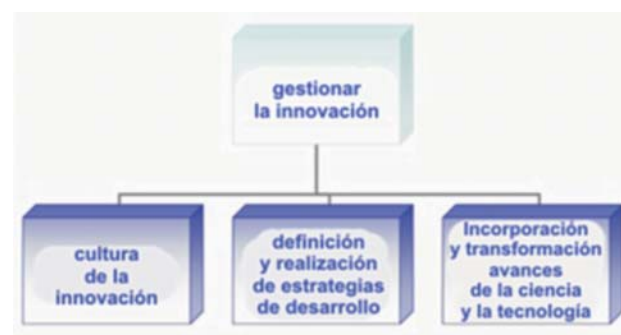 gestionar
la innovación
cultura
de la
innovación
definición
y realización
de estrategias
de desarrollo
Incorporación
y transformación
avances
de la ciencia
y la tecnología